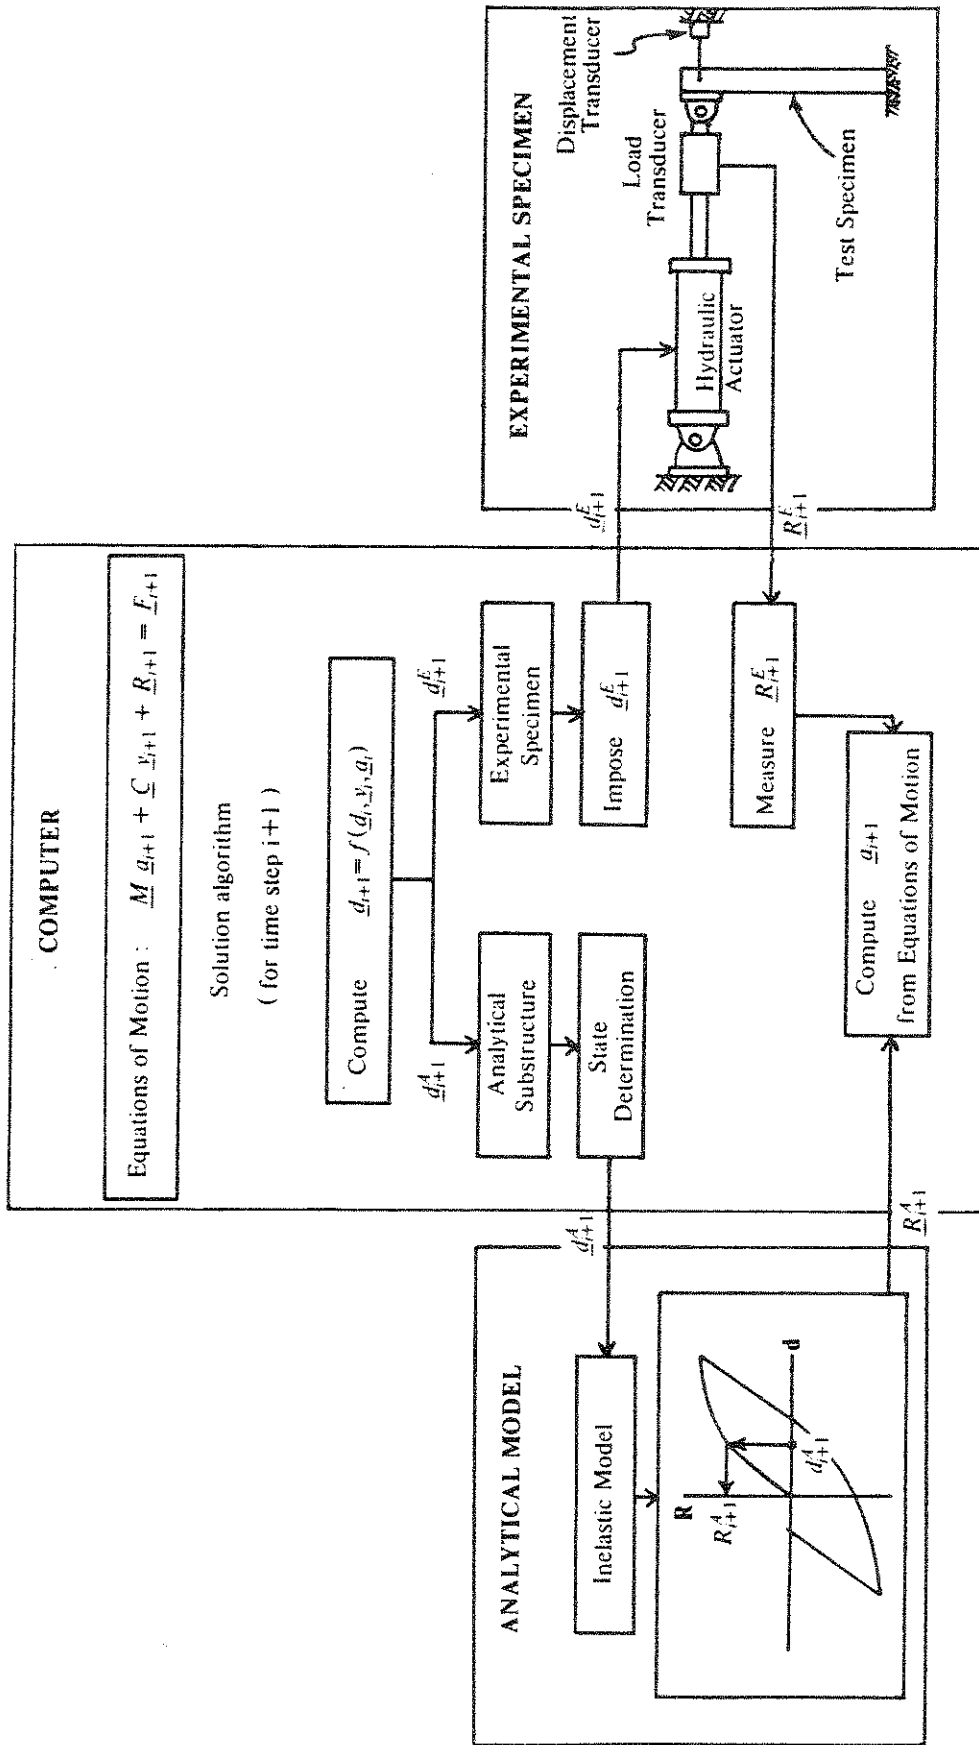 COMPUTER
Equations of Motion : M a_{i+1} + C v_{i+1} + R_{i+1} = F_{i+1}
Solution algorithm
( for time step i+1 )
Compute d_{i+1} = f ( d_i, v_i, a_i )
d^A_{i+1}
d^E_{i+1}
Analytical
Substructure
Experimental
Specimen
State
Determination
Impose d^E_{i+1}
Measure R^E_{i+1}
Compute a_{i+1}
from Equations of Motion
d^A_{i+1}
R^A_{i+1}
d^E_{i+1}
R^E_{i+1}
ANALYTICAL MODEL
Inelastic Model
R
R^A_{i+1}
d
d^A_{i+1}
EXPERIMENTAL SPECIMEN
Displacement
Transducer
Load
Transducer
Hydraulic
Actuator
Test Specimen